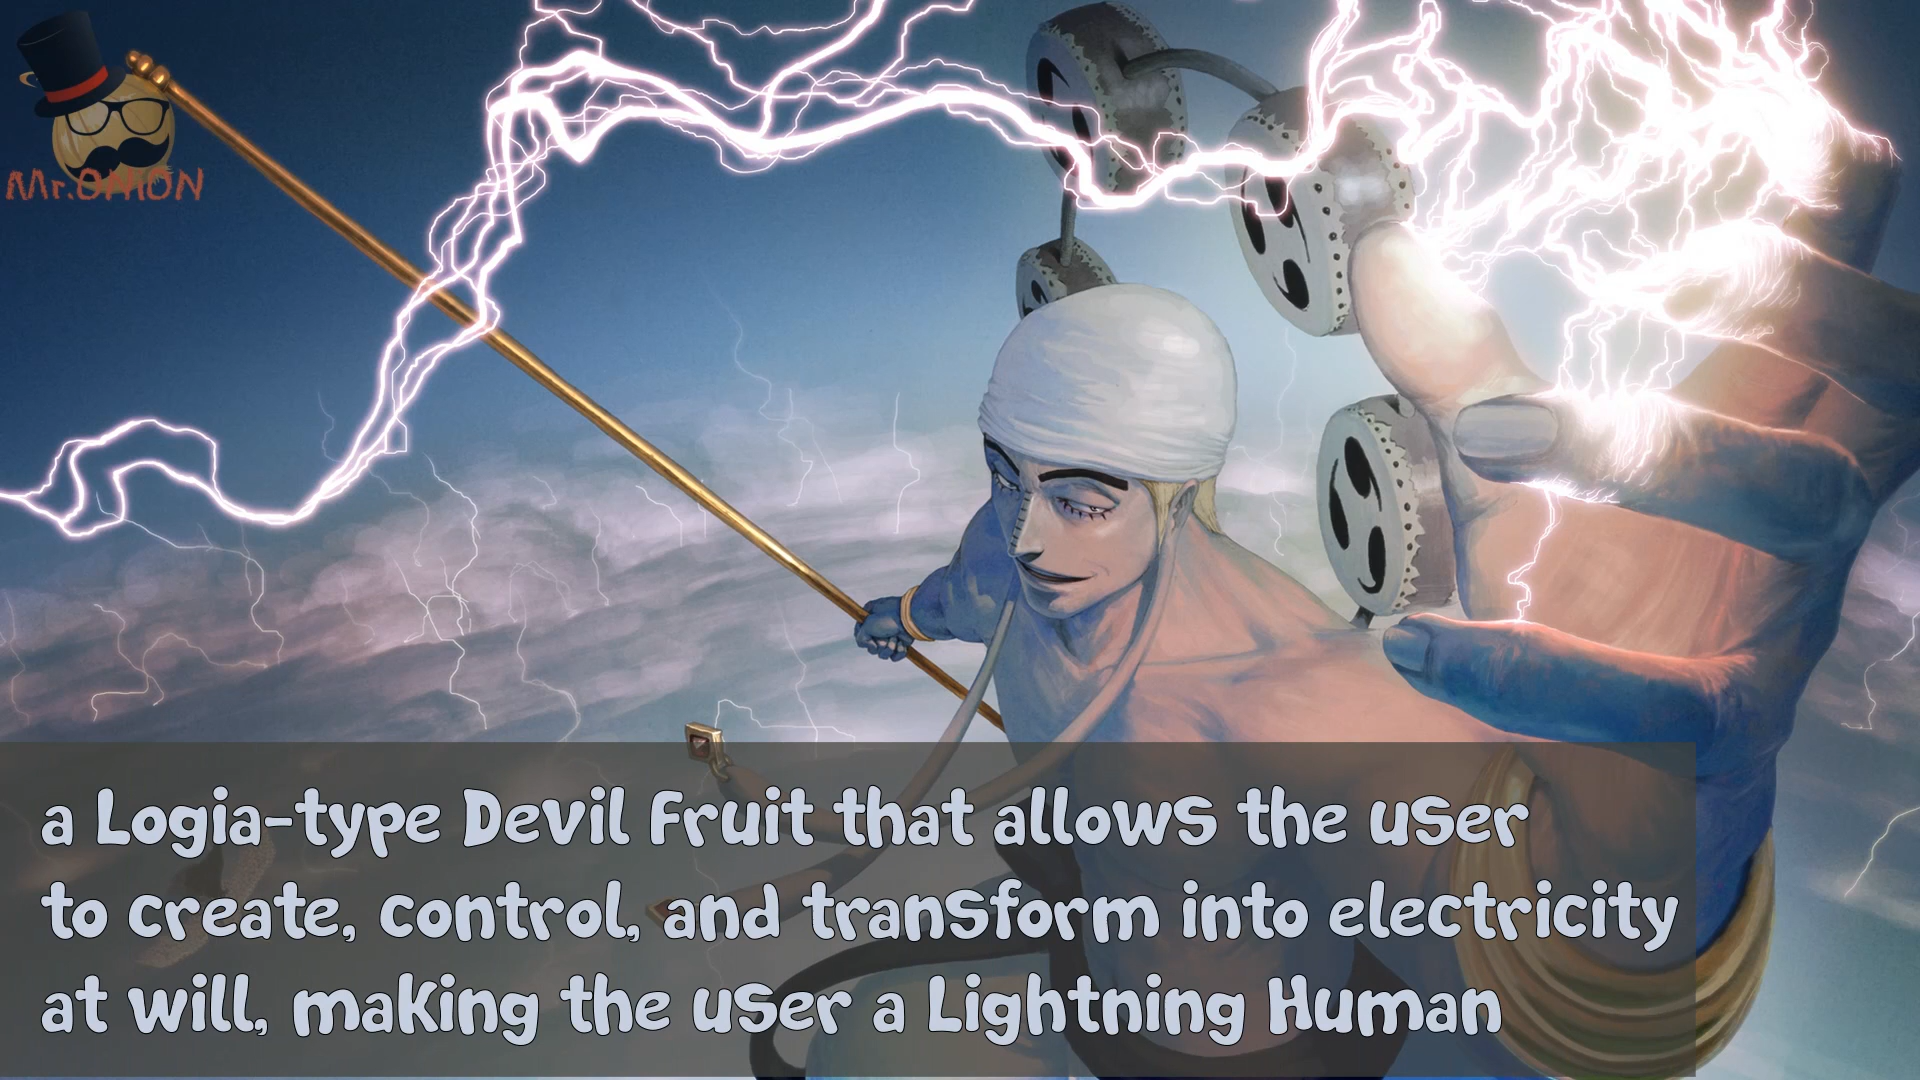 Mr.ONION
a Logia-type Devil Fruit that allows the user
to create, control, and transform into electricity
at will, making the user a Lightning Human